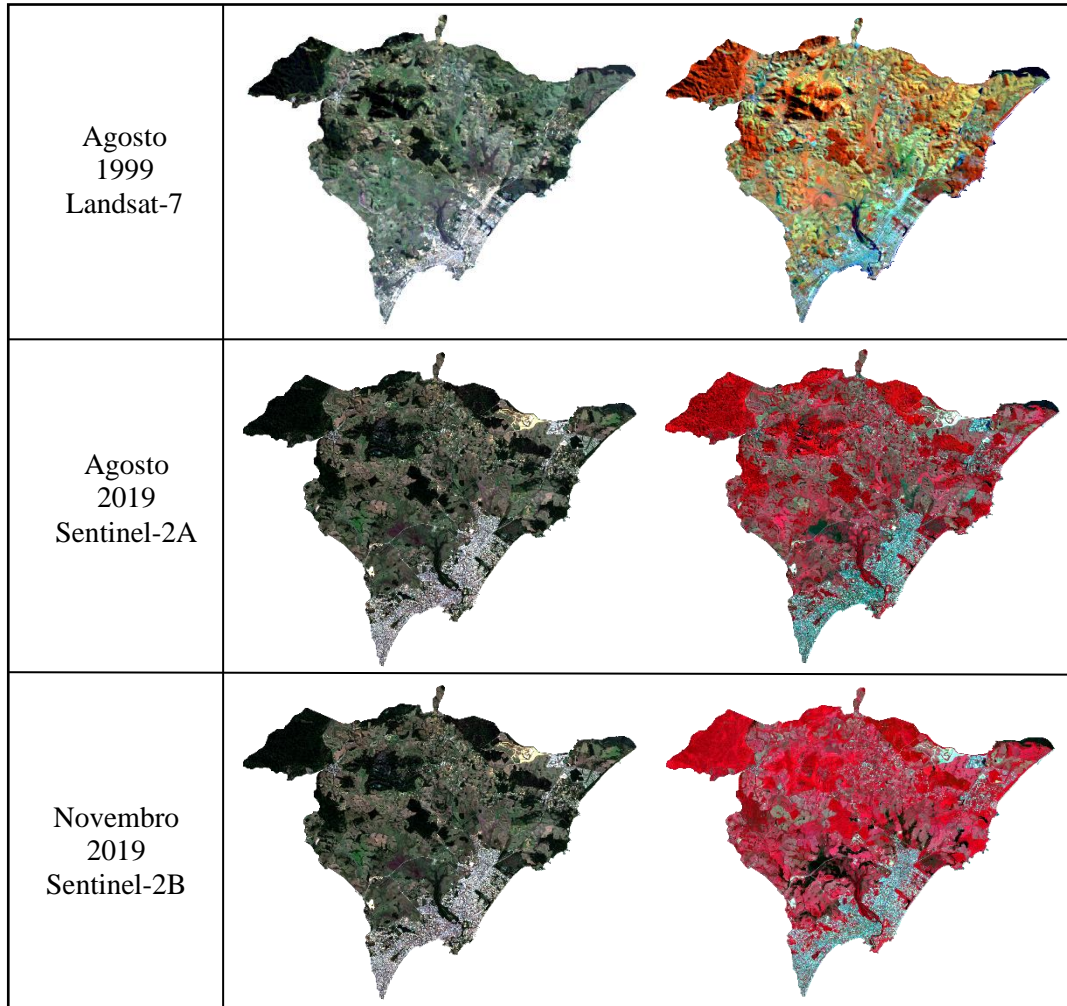 Agosto
1999
Landsat-7
Agosto
2019
Sentinel-2A
Novembro
2019
Sentinel-2B